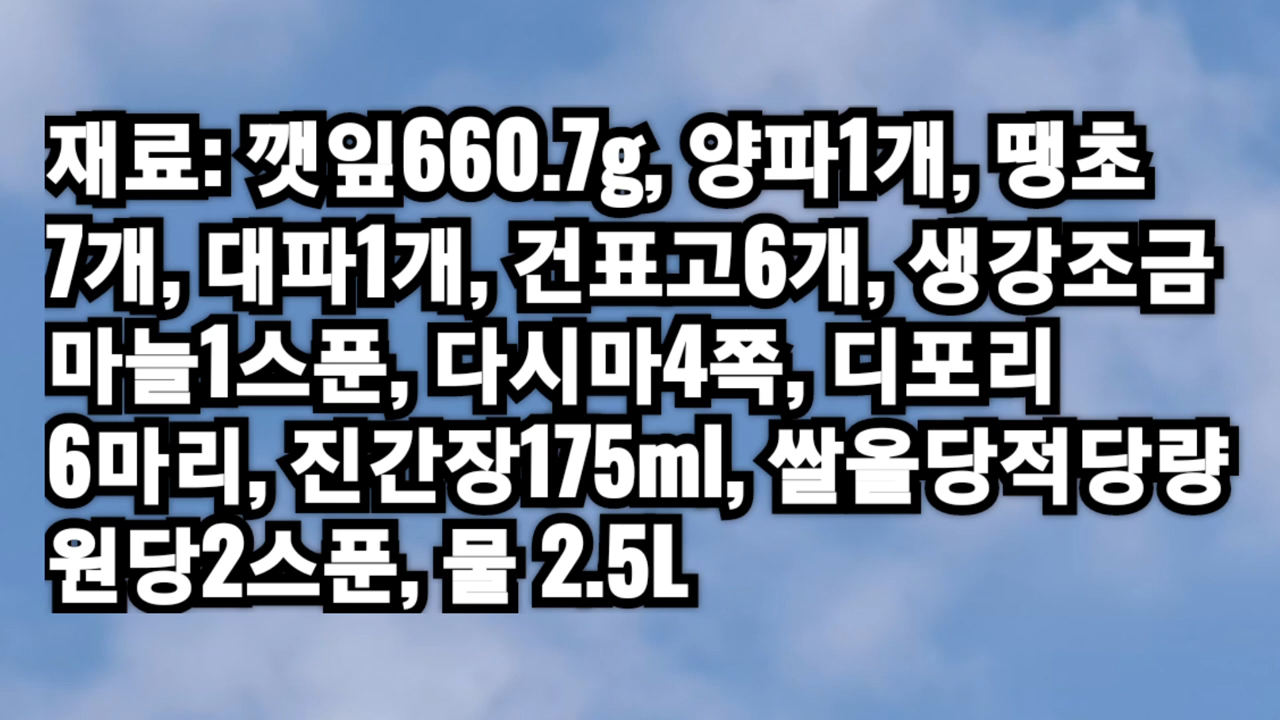 재료: 깻잎660.7g, 양파1개, 땡초
7개, 대파1개, 건표고6개, 생강조금
마늘1스푼, 다시마4쪽, 디포리
6마리, 진간장175ml, 쌀올당적당량
원당2스푼, 물 2.5L